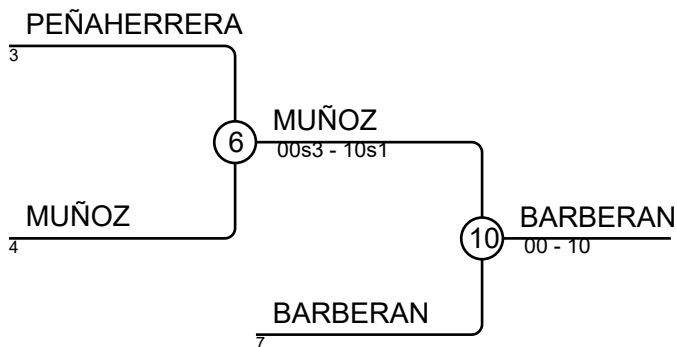 PEÑAHERRERA
3
6
MUÑOZ
00s3 - 10s1
MUÑOZ
4
10
BARBERAN
00 - 10
BARBERAN
7